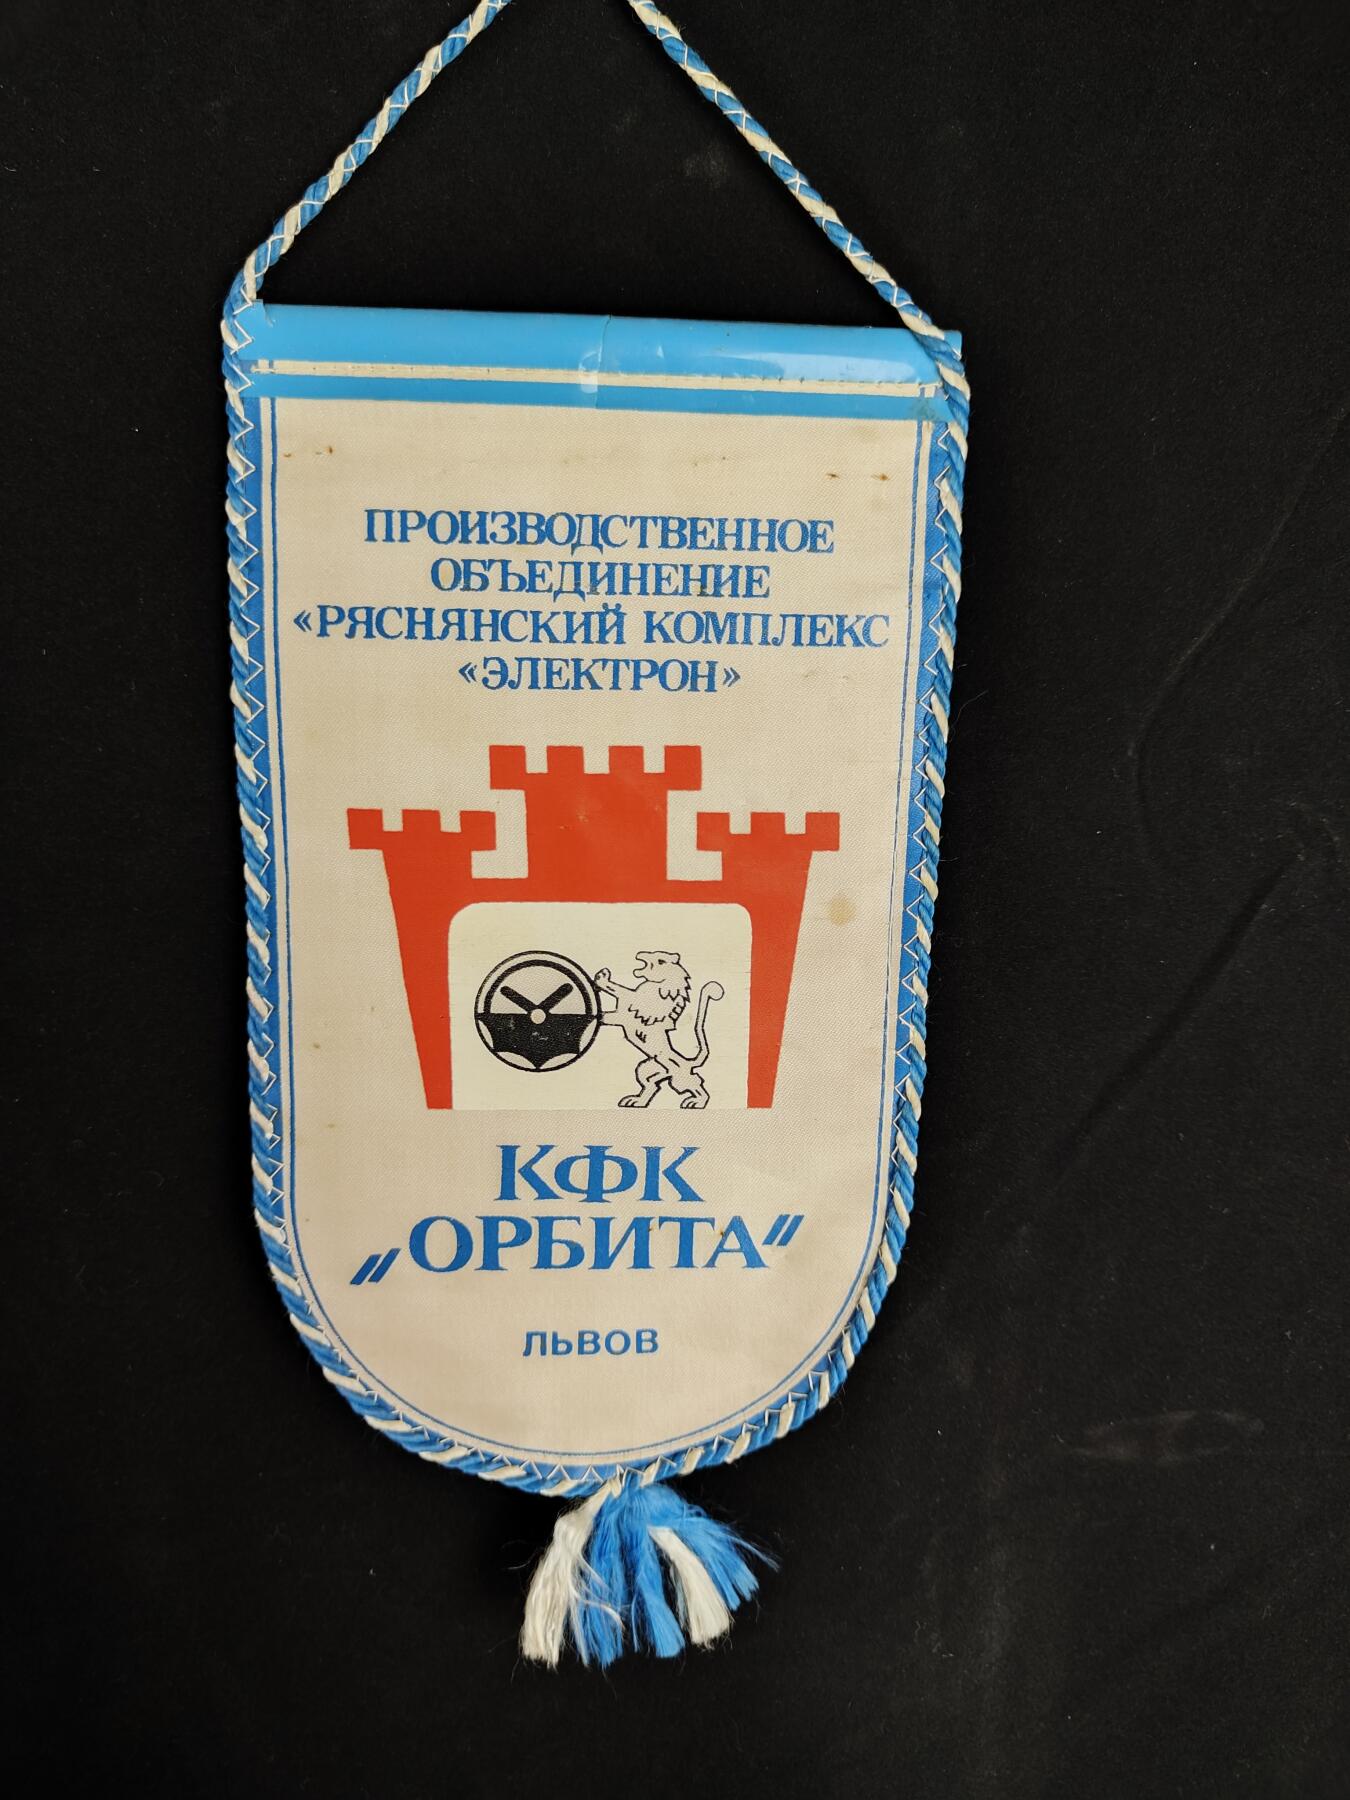 ПРОИЗВОДСТВЕННОЕ
ОБЪЕДИНЕНИЕ
«РЯСНЯНСКИЙ КОМПЛЕКС
«ЭЛЕКТРОН»
КФК
„ОРБИТА"
ЛЬВОВ